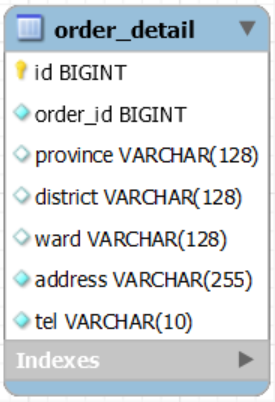 order_detail
id BIGINT
order_id BIGINT
province VARCHAR(128)
district VARCHAR(128)
ward VARCHAR(128)
address VARCHAR(255)
tel VARCHAR(10)
Indexes